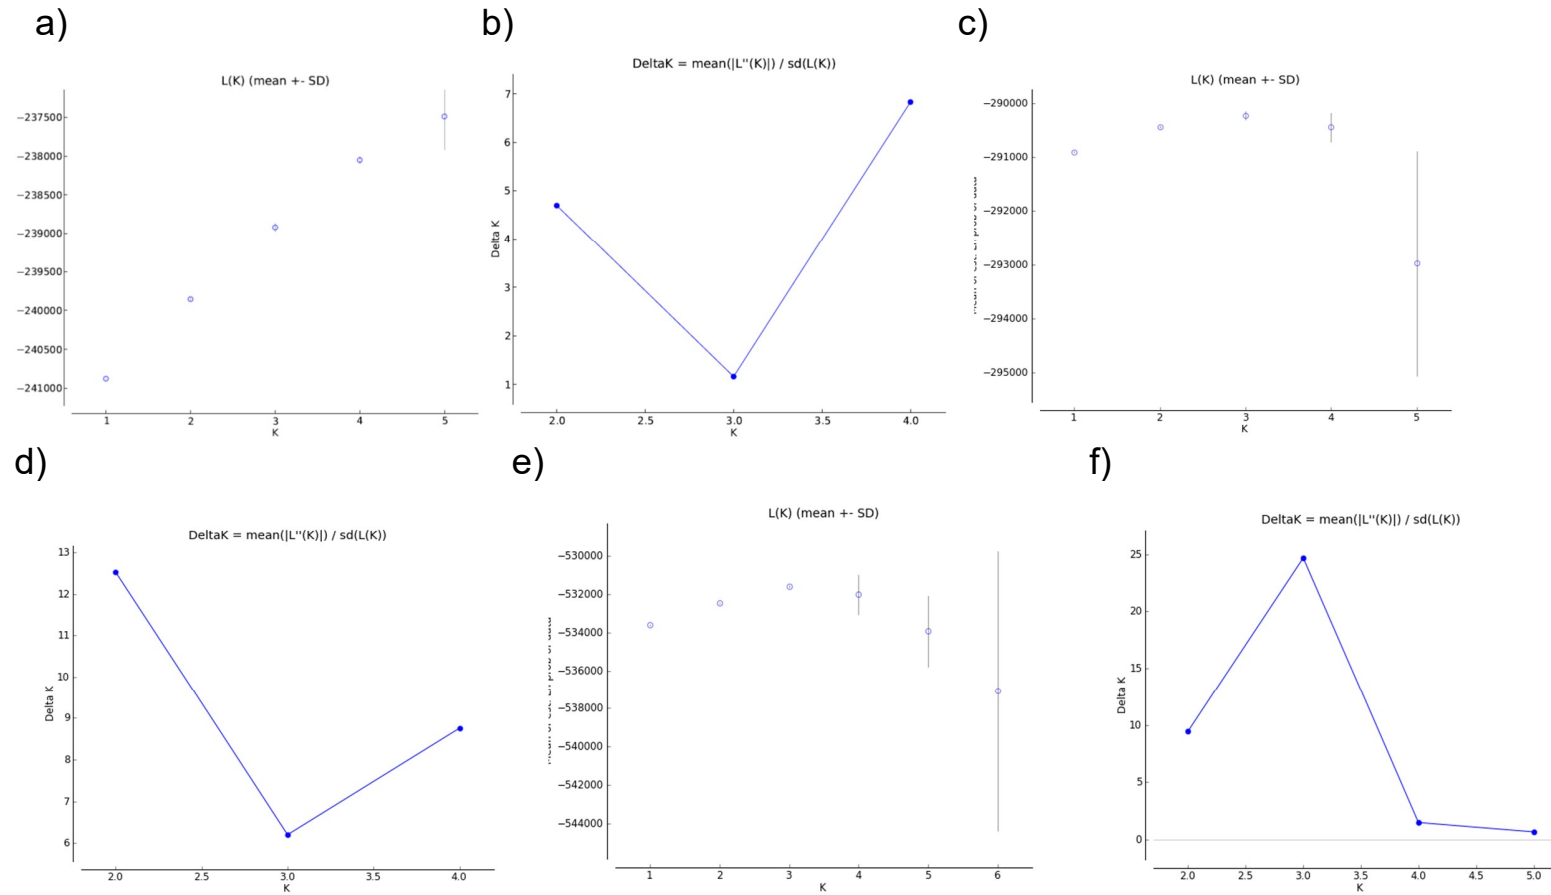 a)
L(K) (mean +- SD)
−237500
−238000
−238500
−239000
−239500
−240000
−240500
−241000
1 2 3 4 5
K
b)
DeltaK = mean(|L''(K)|) / sd(L(K))
Delta K
7
6
5
4
3
2
1
2.0 2.5 3.0 3.5 4.0
K
c)
L(K) (mean +- SD)
−290000
−291000
−292000
−293000
−294000
−295000
1 2 3 4 5
K
d)
DeltaK = mean(|L''(K)|) / sd(L(K))
Delta K
13
12
11
10
9
8
7
6
2.0 2.5 3.0 3.5 4.0
K
e)
L(K) (mean +- SD)
−530000
−532000
−534000
−536000
−538000
−540000
−542000
−544000
1 2 3 4 5 6
K
f)
DeltaK = mean(|L''(K)|) / sd(L(K))
Delta K
25
20
15
10
5
0
2.0 2.5 3.0 3.5 4.0 4.5 5.0
K